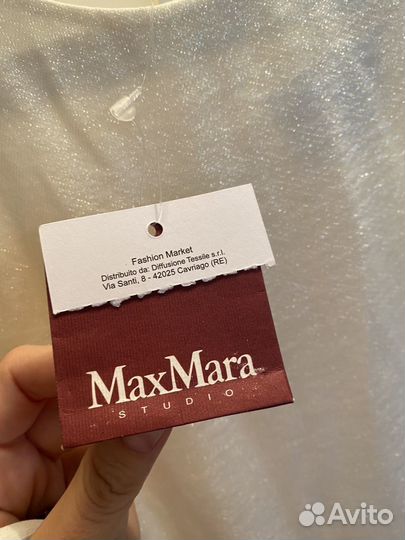 Fashion Market
Distribuito da: Diffusione Tessile s.r.l.
Via Santi, 8 - 42025 Cavriago (RE)
MaxMara
STUDIO
Avito